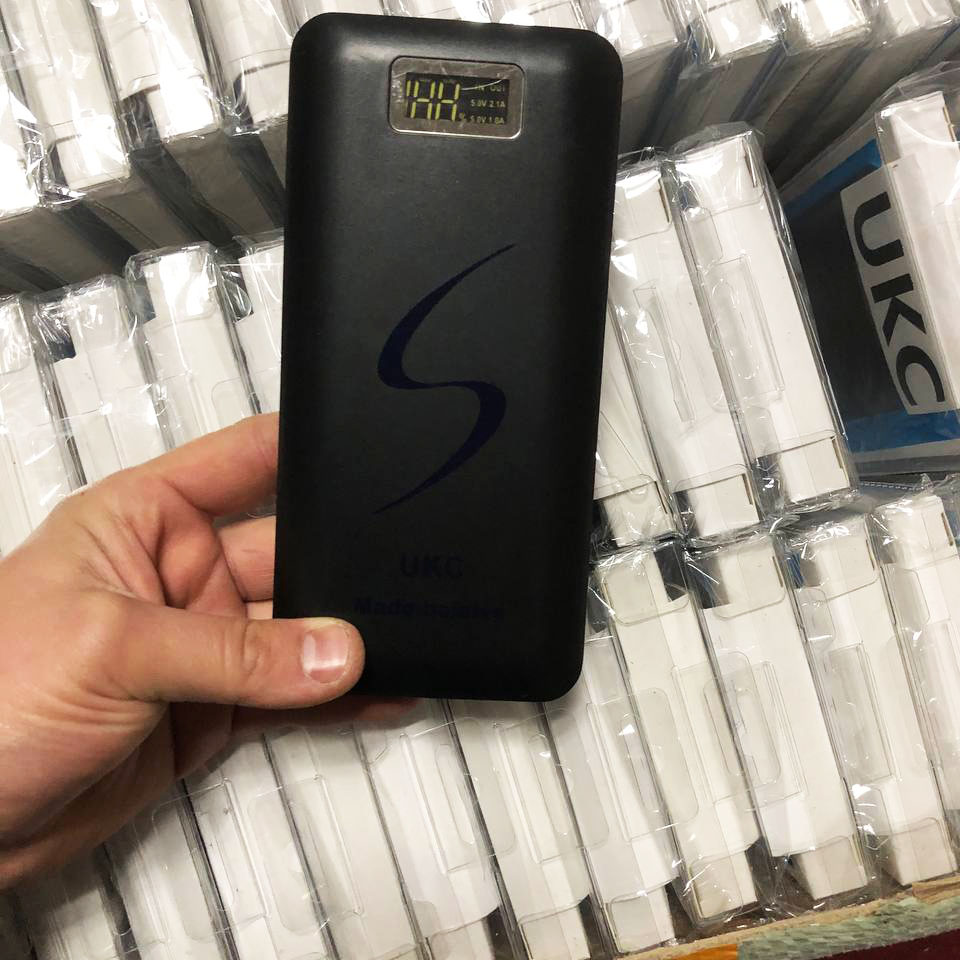 IN OUT
5.0V 2.1A
% 5.0V 1.0A
UKC
UKC